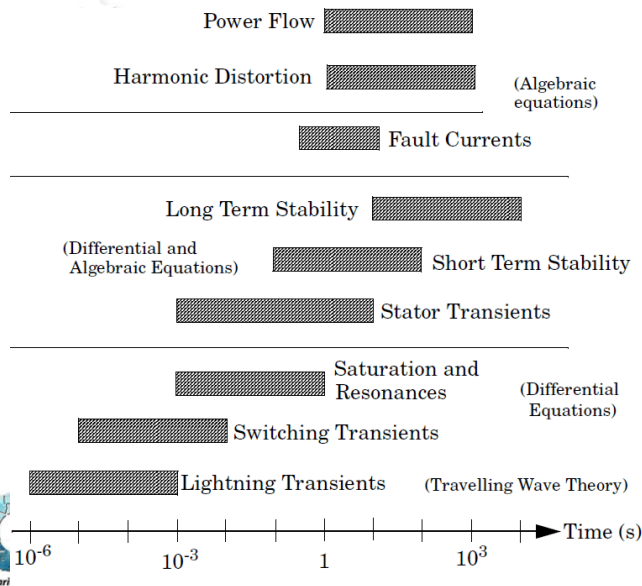 Power Flow
Harmonic Distortion
(Algebraic
equations)
Fault Currents
Long Term Stability
(Differential and
Algebraic Equations)
Short Term Stability
Stator Transients
Saturation and
Resonances
(Differential
Equations)
Switching Transients
Lightning Transients
(Travelling Wave Theory)
Time (s)
10⁻⁶ 10⁻³ 1 10³